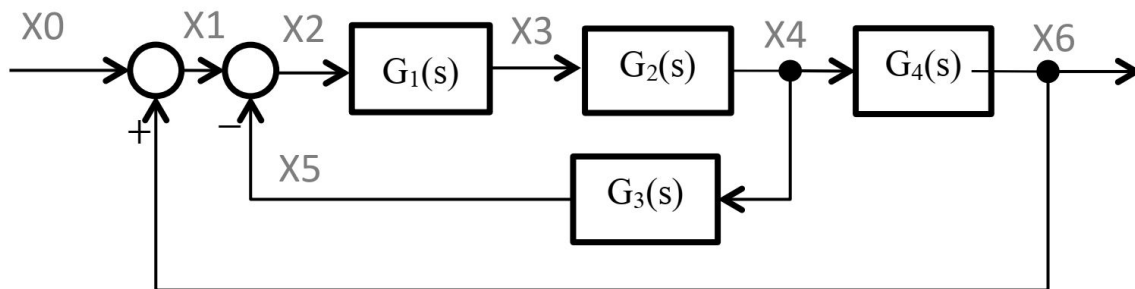 X0
X1
X2
G₁(s)
X3
G₂(s)
X4
G₄(s)
X6
+
−
X5
G₃(s)